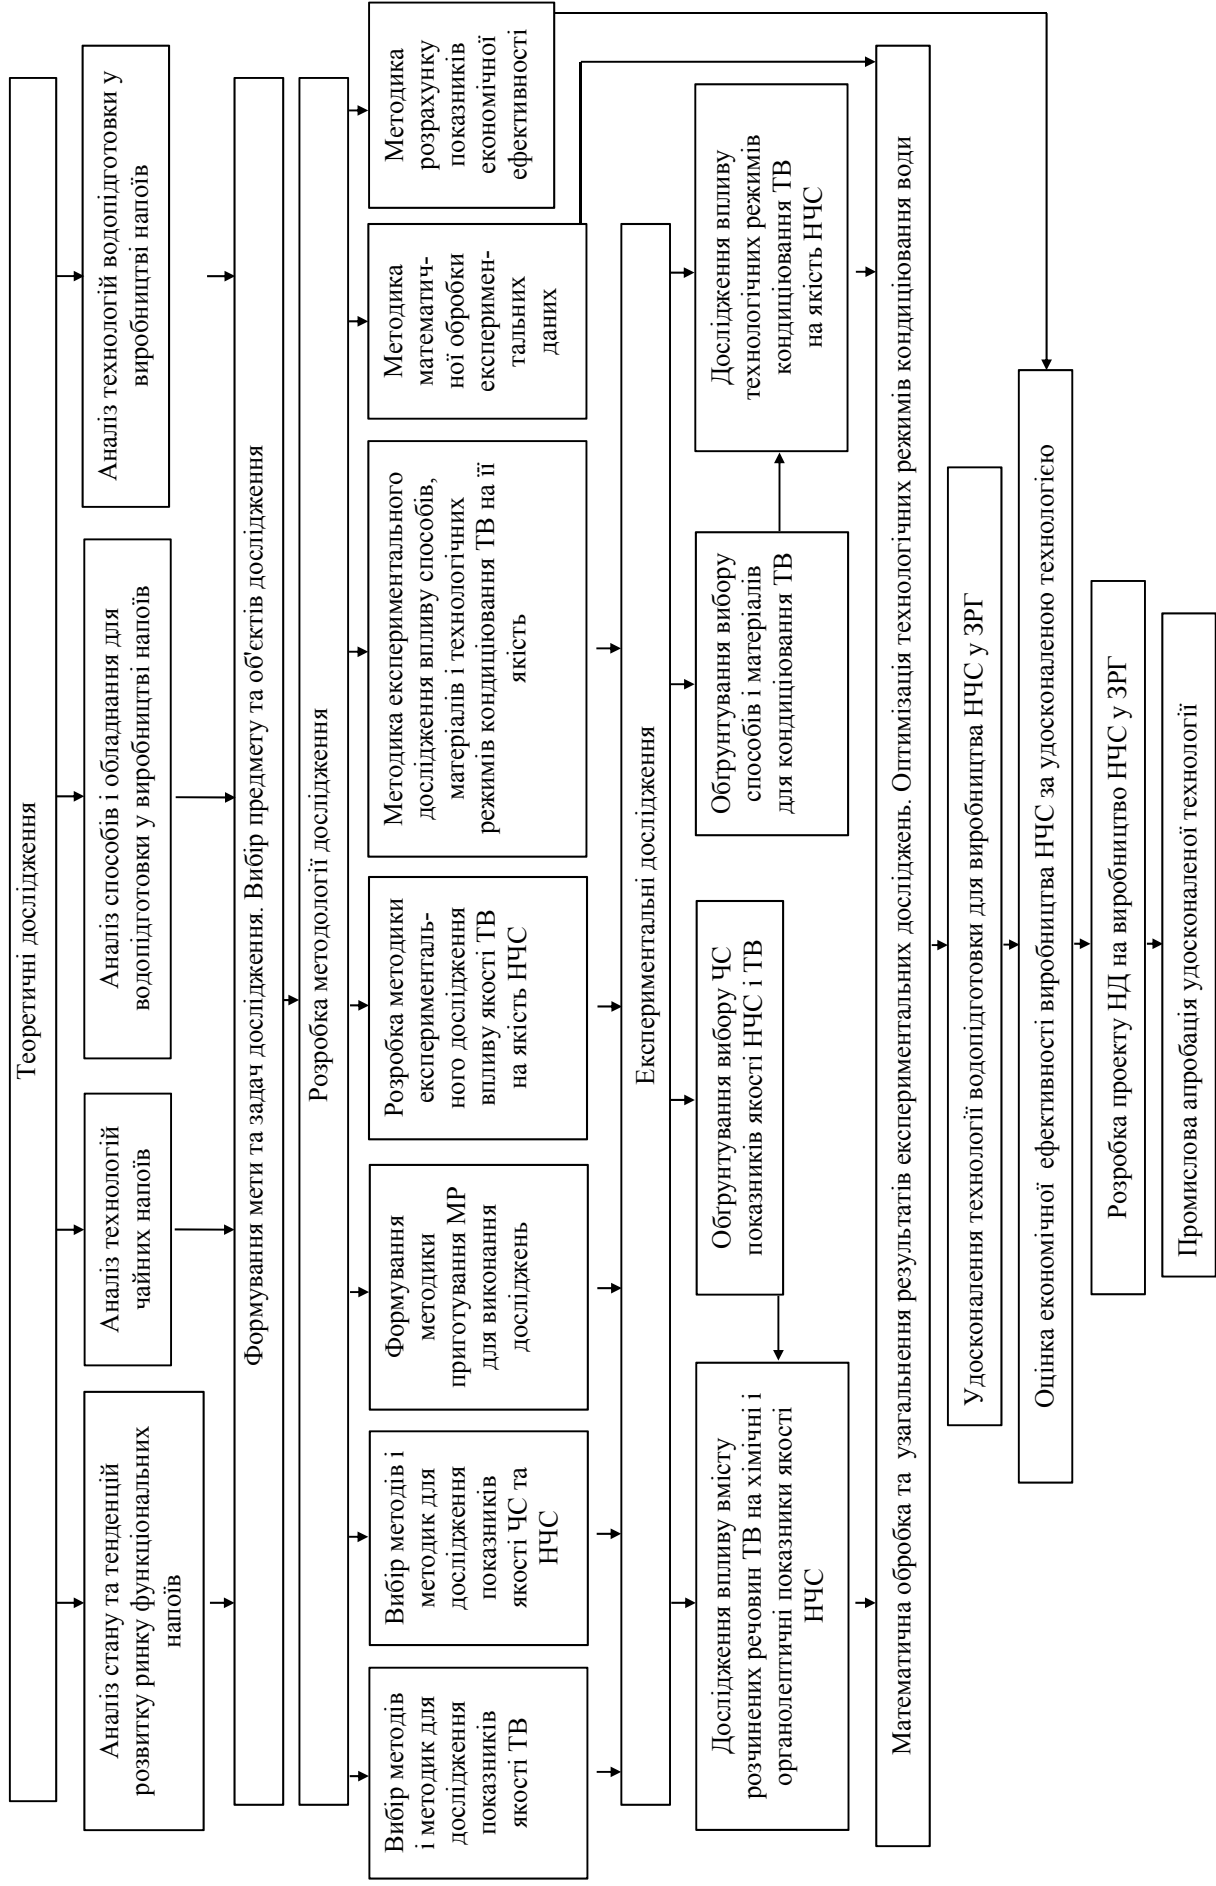 Теоретичні дослідження
Аналіз стану та тенденцій
розвитку ринку функціональних
напоїв
Аналіз технологій
чайних напоїв
Аналіз способів і обладнання для
водопідготовки у виробництві напоїв
Аналіз технологій водопідготовки у
виробництві напоїв
Формування мети та задач дослідження. Вибір предмету та об'єктів дослідження
Розробка методології дослідження
Вибір методів
і методик для
дослідження
показників
якості ТВ
Вибір методів і
методик для
дослідження
показників
якості ЧС та
НЧС
Формування
методики
приготування МР
для виконання
досліджень
Розробка методики
експерименталь-
ного дослідження
впливу якості ТВ
на якість НЧС
Методика експериментального
дослідження впливу способів,
матеріалів і технологічних
режимів кондиціювання ТВ на її
якість
Методика
математич-
ної обробки
експеримен-
тальних
даних
Методика
розрахунку
показників
економічної
ефективності
Експериментальні дослідження
Дослідження впливу вмісту
розчинених речовин ТВ на хімічні і
органолептичні показники якості
НЧС
Обґрунтування вибору ЧС
показників якості НЧС і ТВ
Обґрунтування вибору
способів і матеріалів
для кондиціювання ТВ
Дослідження впливу
технологічних режимів
кондиціювання ТВ
на якість НЧС
Математична обробка та узагальнення результатів експериментальних досліджень. Оптимізація технологічних режимів кондиціювання води
Удосконалення технології водопідготовки для виробництва НЧС у ЗРГ
Оцінка економічної ефективності виробництва НЧС за удосконаленою технологією
Розробка проекту НД на виробництво НЧС у ЗРГ
Промислова апробація удосконаленої технології